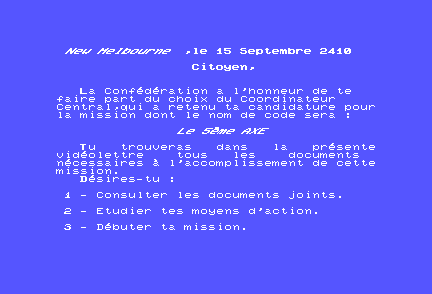 New Melbourne ,le 15 Septembre 2410
Citoyen,
La Confédération a l'honneur de te
faire part du choix du Coordinateur
Central,qui a retenu ta candidature pour
la mission dont le nom de code sera :
Le 5ème AXE
Tu trouveras dans la présente
vidéolettre tous les documents
nécessaires à l'accomplissement de cette
mission.
Désires-tu :
1 - Consulter les documents joints.
2 - Etudier tes moyens d'action.
3 - Débuter ta mission.